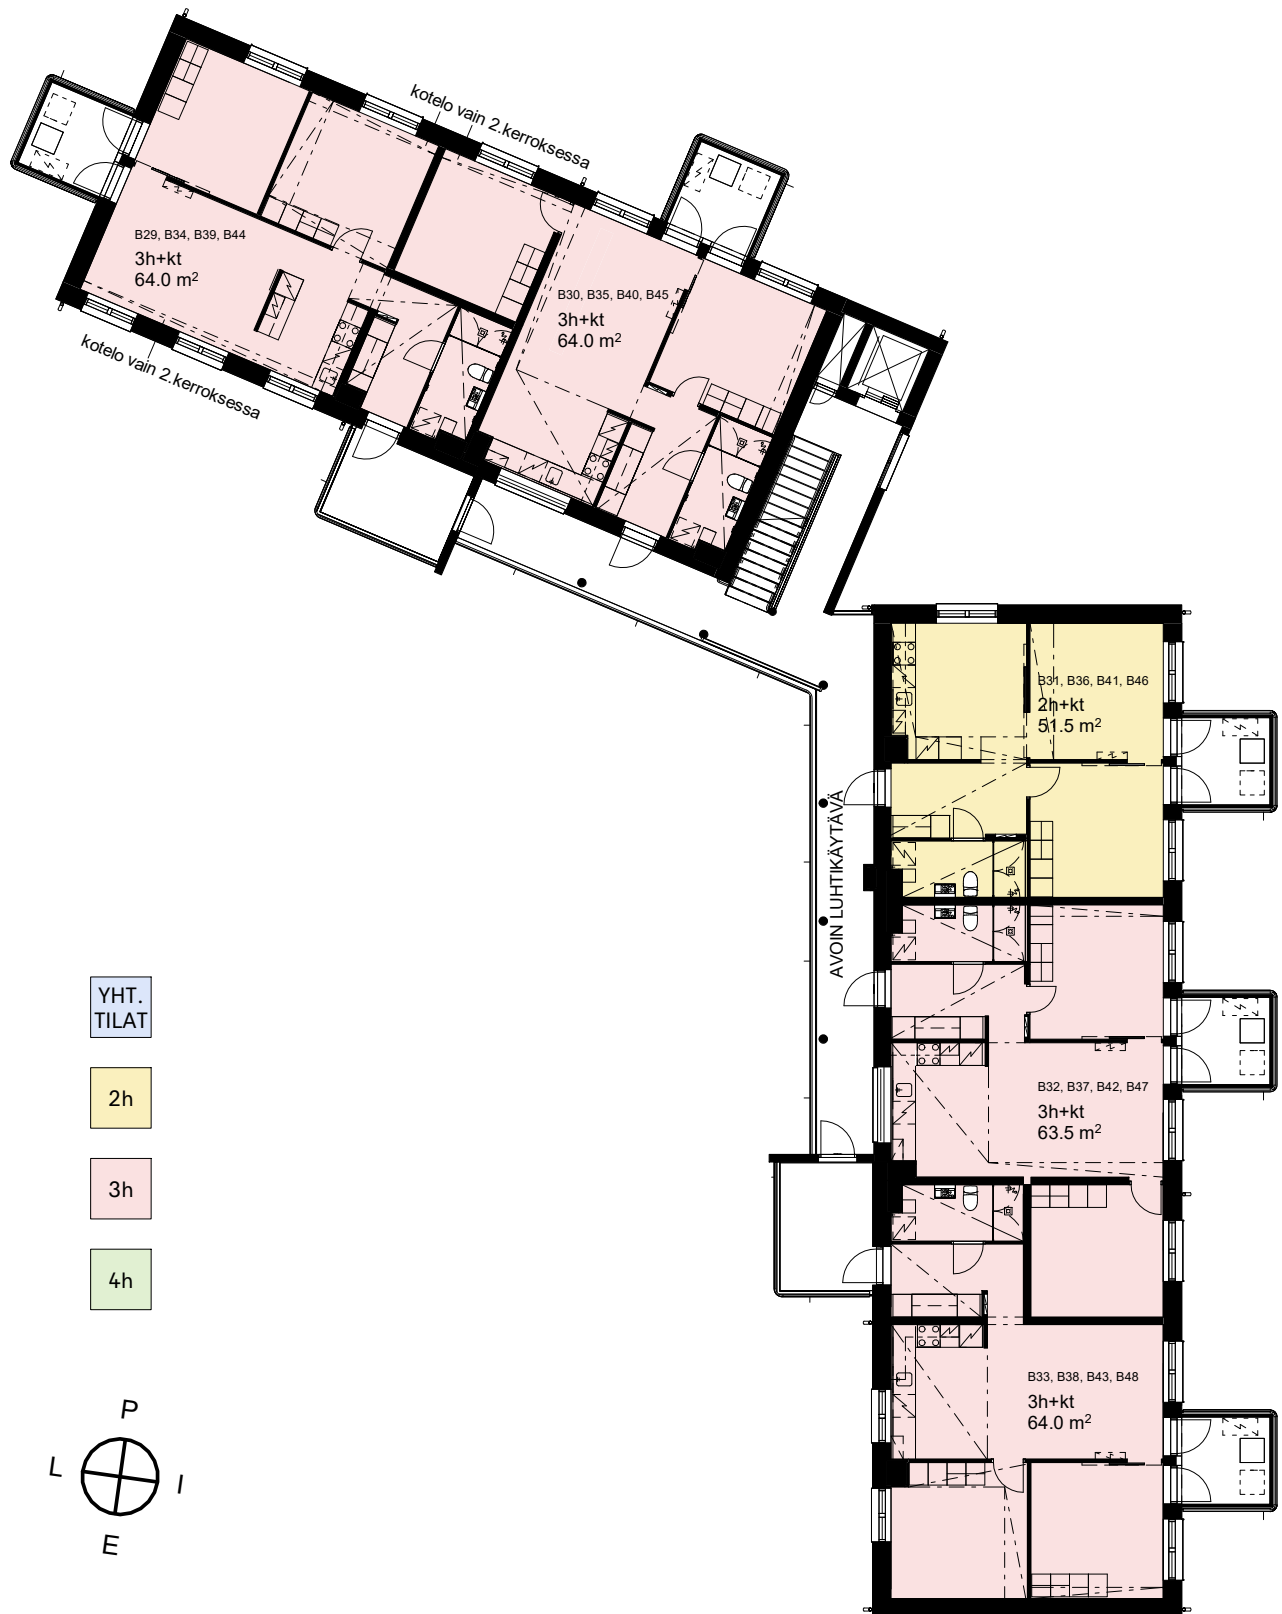 kotelo vain 2.kerroksessa
B29, B34, B39, B44
3h+kt
64.0 m²
B30, B35, B40, B45
3h+kt
64.0 m²
kotelo vain 2.kerroksessa
B31, B36, B41, B46
2h+kt
51.5 m²
AVOIN LUHTIKÄYTÄVÄ
B32, B37, B42, B47
3h+kt
63.5 m²
B33, B38, B43, B48
3h+kt
64.0 m²
YHT.
TILAT
2h
3h
4h
P
L
I
E